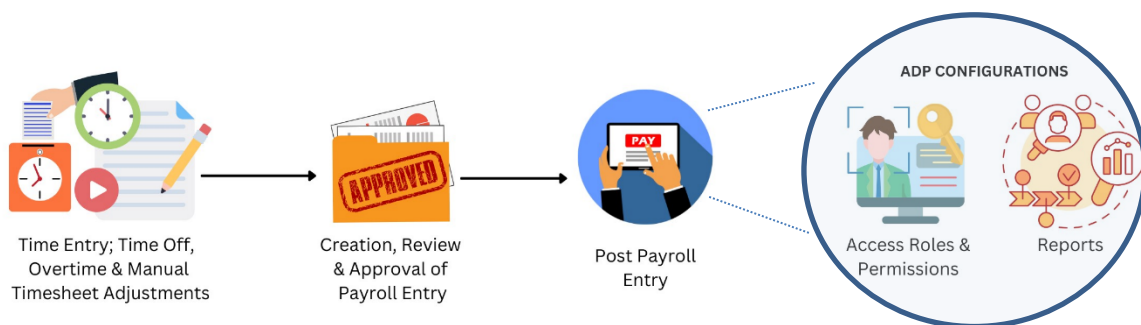 ADP CONFIGURATIONS
APPROVED
PAY
Time Entry; Time Off,
Overtime & Manual
Timesheet Adjustments
Creation, Review
& Approval of
Payroll Entry
Post Payroll
Entry
Access Roles &
Permissions
Reports